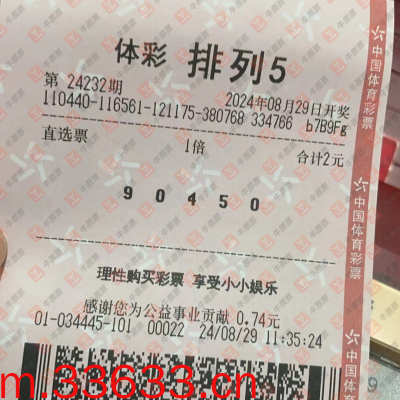 体彩 排列5
第 24232期 2024年08月29日开奖
110440-116561-121175-380768 334766 b7B9Fg
直选票 1倍 合计2元
9 0 4 5 0
理性购买彩票 享受小小娱乐
感谢您为公益事业贡献 0.74元
01-034445-101 00022 24/08/29 11:35:24
中国体育彩票
中国体育彩票
中国体育彩票
m.33633.cn